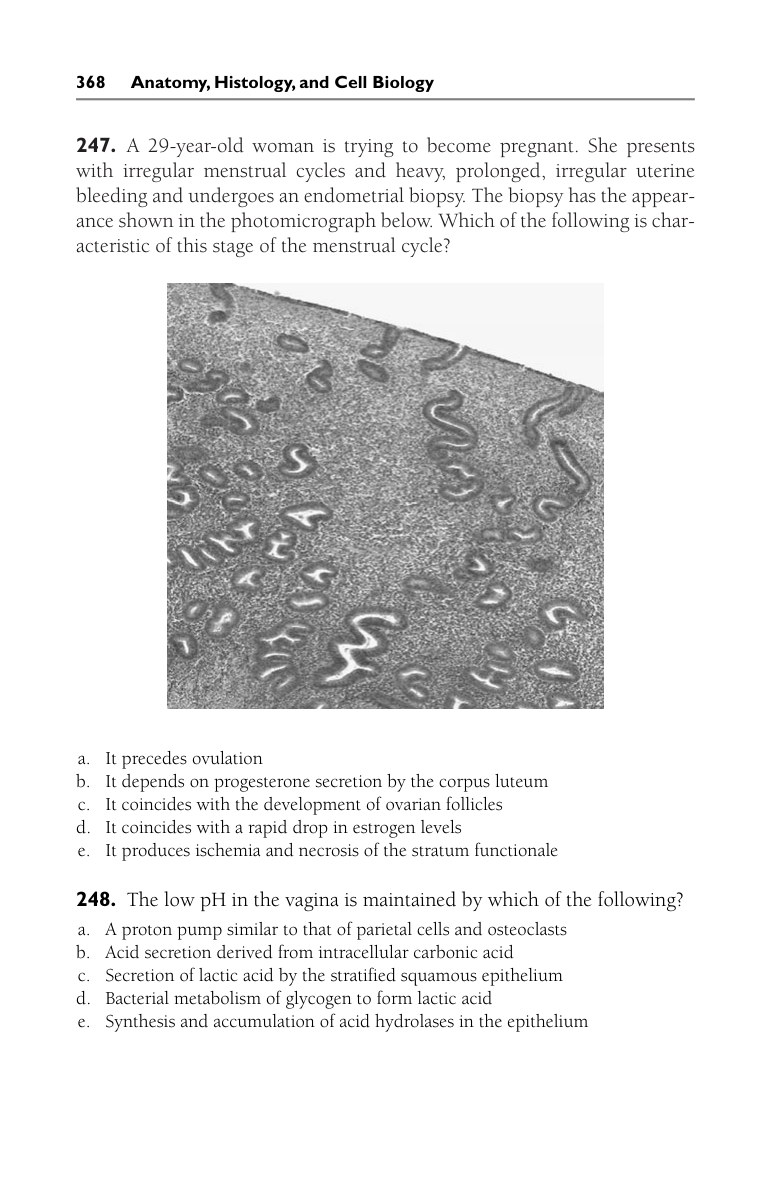 368 Anatomy, Histology, and Cell Biology
247. A 29-year-old woman is trying to become pregnant. She presents
with irregular menstrual cycles and heavy, prolonged, irregular uterine
bleeding and undergoes an endometrial biopsy. The biopsy has the appear-
ance shown in the photomicrograph below. Which of the following is char-
acteristic of this stage of the menstrual cycle?
a. It precedes ovulation
b. It depends on progesterone secretion by the corpus luteum
c. It coincides with the development of ovarian follicles
d. It coincides with a rapid drop in estrogen levels
e. It produces ischemia and necrosis of the stratum functionale
248. The low pH in the vagina is maintained by which of the following?
a. A proton pump similar to that of parietal cells and osteoclasts
b. Acid secretion derived from intracellular carbonic acid
c. Secretion of lactic acid by the stratified squamous epithelium
d. Bacterial metabolism of glycogen to form lactic acid
e. Synthesis and accumulation of acid hydrolases in the epithelium